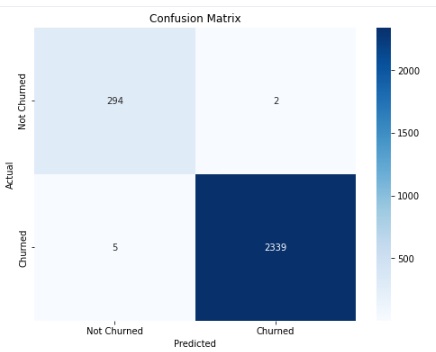 Confusion Matrix
Not Churned
294
2
Actual
Churned
5
2339
Not Churned
Churned
Predicted
2000
1500
1000
500